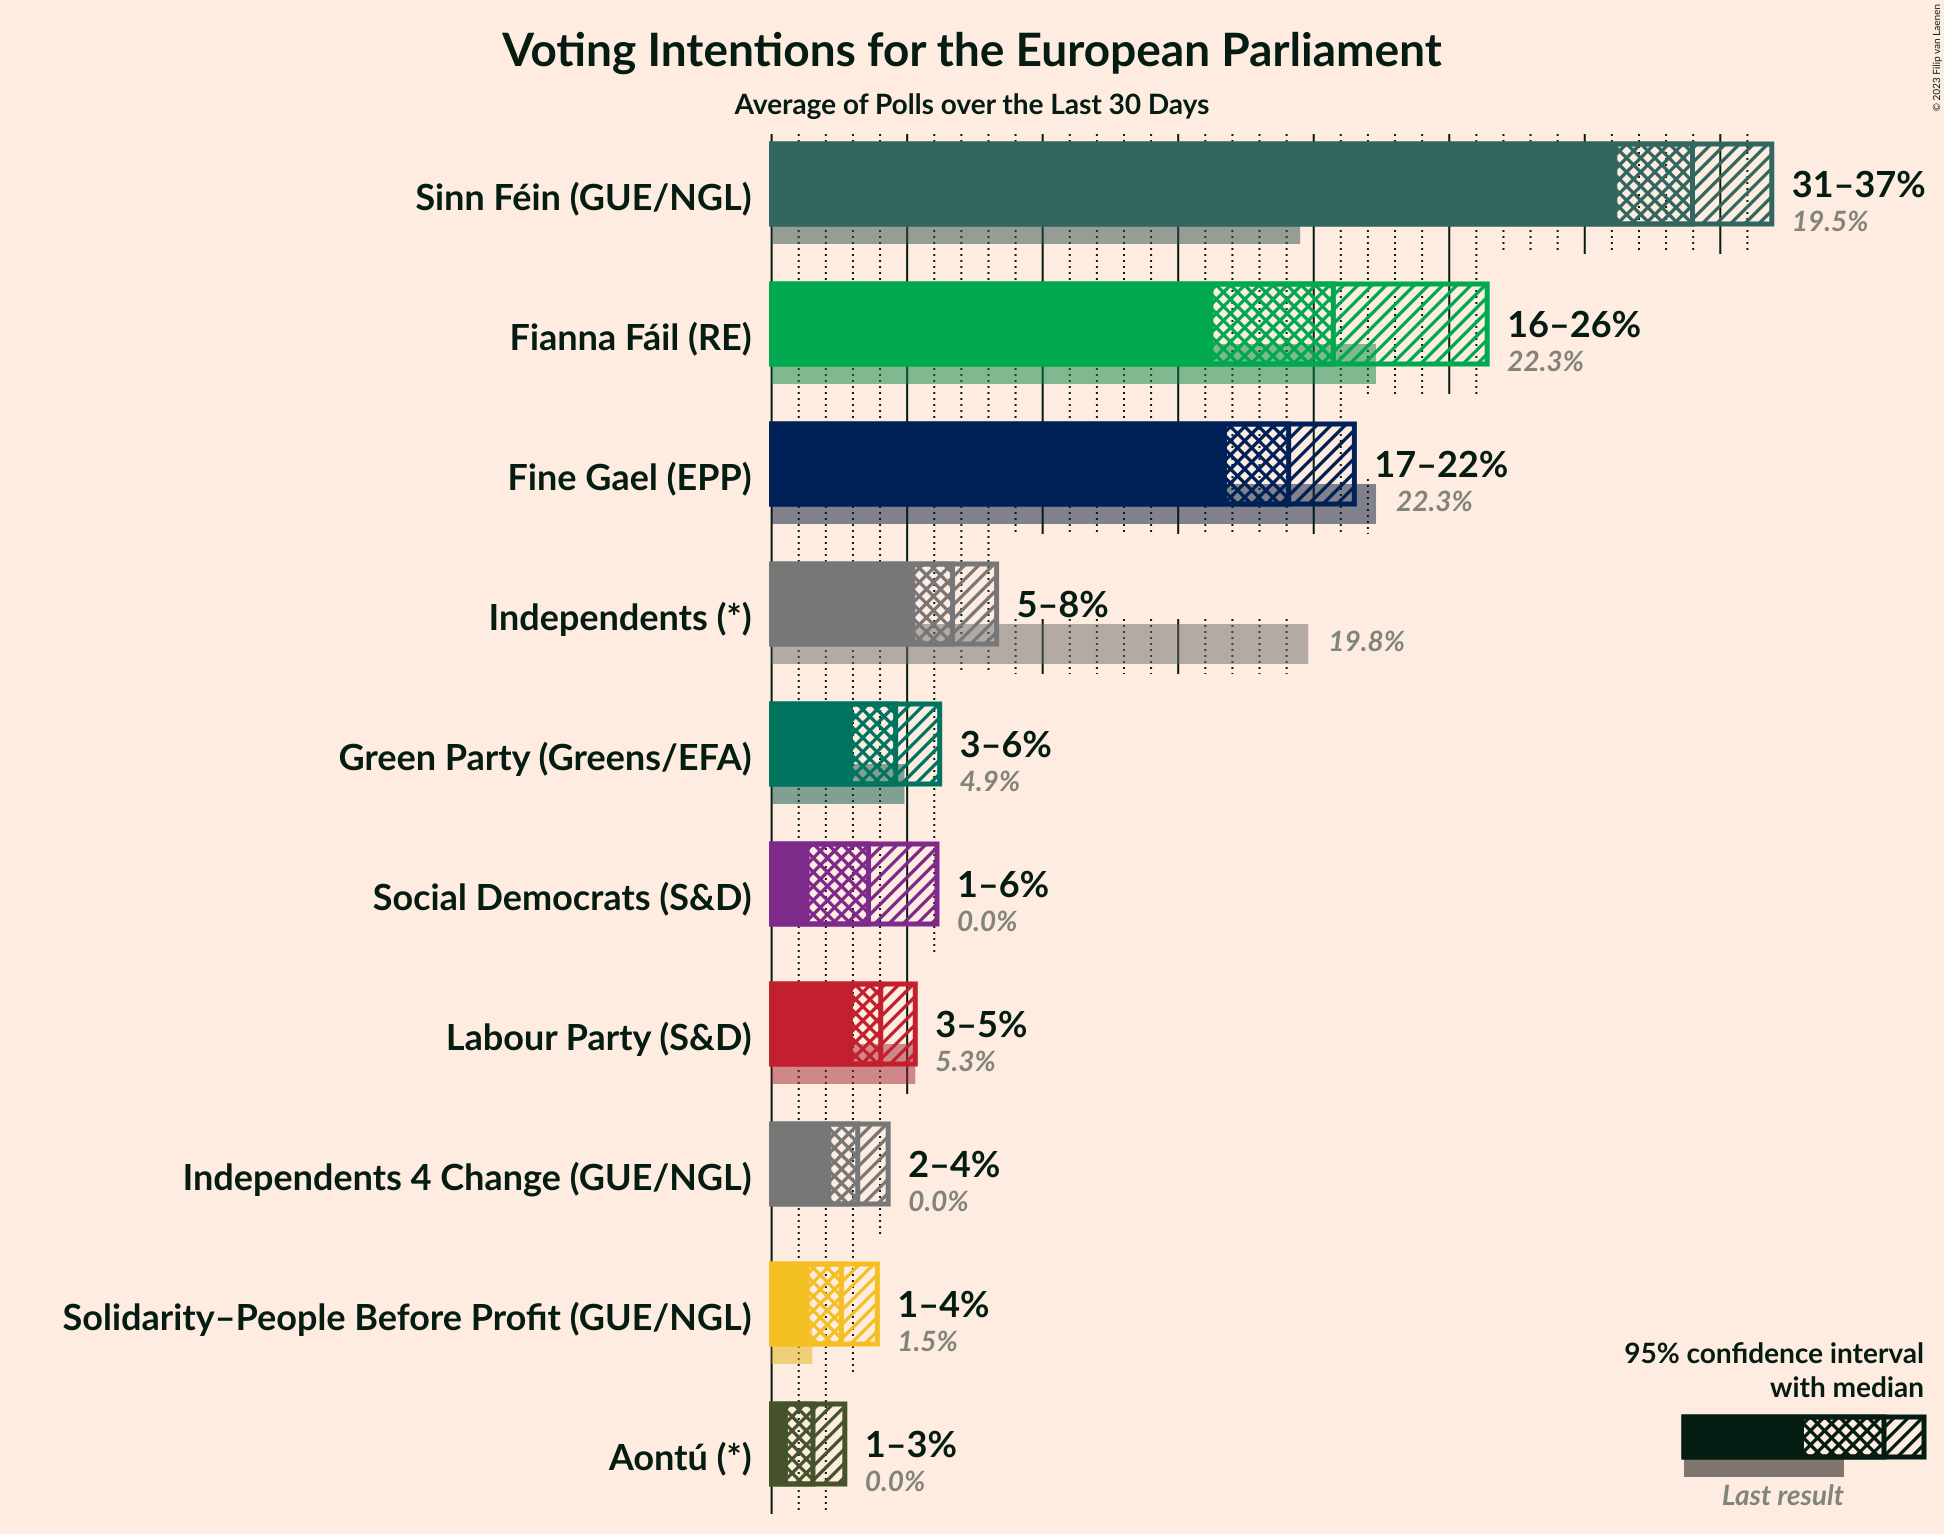 © 2023 Filip van Laenen
Voting Intentions for the European Parliament
Average of Polls over the Last 30 Days
Sinn Féin (GUE/NGL)
31–37%
19.5%
Fianna Fáil (RE)
16–26%
22.3%
Fine Gael (EPP)
17–22%
22.3%
Independents (*)
5–8%
19.8%
Green Party (Greens/EFA)
3–6%
4.9%
Social Democrats (S&D)
1–6%
0.0%
Labour Party (S&D)
3–5%
5.3%
Independents 4 Change (GUE/NGL)
2–4%
0.0%
Solidarity–People Before Profit (GUE/NGL)
1–4%
1.5%
Aontú (*)
1–3%
0.0%
95% confidence interval
with median
Last result